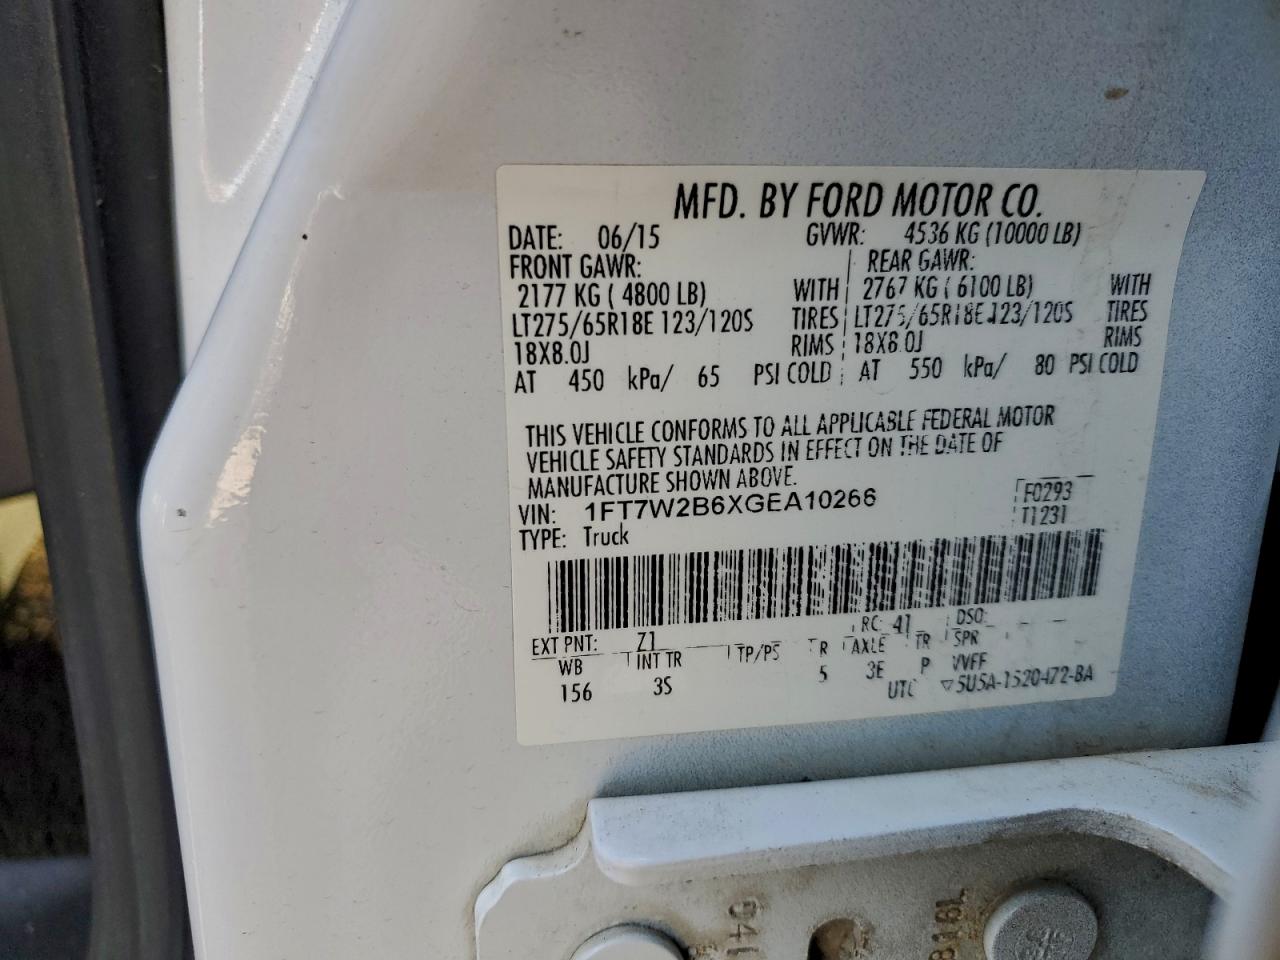 MFD. BY FORD MOTOR CO.
DATE: 06/15 GVWR: 4536 KG (10000 LB)
FRONT GAWR: REAR GAWR:
2177 KG ( 4800 LB) WITH 2767 KG ( 6100 LB) WITH
LT275/65R18E 123/120S TIRES LT275/65R18E 123/120S TIRES
18X8.0J RIMS 18X8.0J RIMS
AT 450 kPa/ 65 PSI COLD AT 550 kPa/ 80 PSI COLD
THIS VEHICLE CONFORMS TO ALL APPLICABLE FEDERAL MOTOR
VEHICLE SAFETY STANDARDS IN EFFECT ON THE DATE OF
MANUFACTURE SHOWN ABOVE.
F0293
VIN: 1FT7W2B6XGEA10266 T1231
TYPE: Truck
EXT PNT: Z1 RC: 41 DSO:
WB INT TR TP/PS R AXLE TR SPR
156 3S 5 3E P VVFF
UTC ▽5U5A-1520472-BA